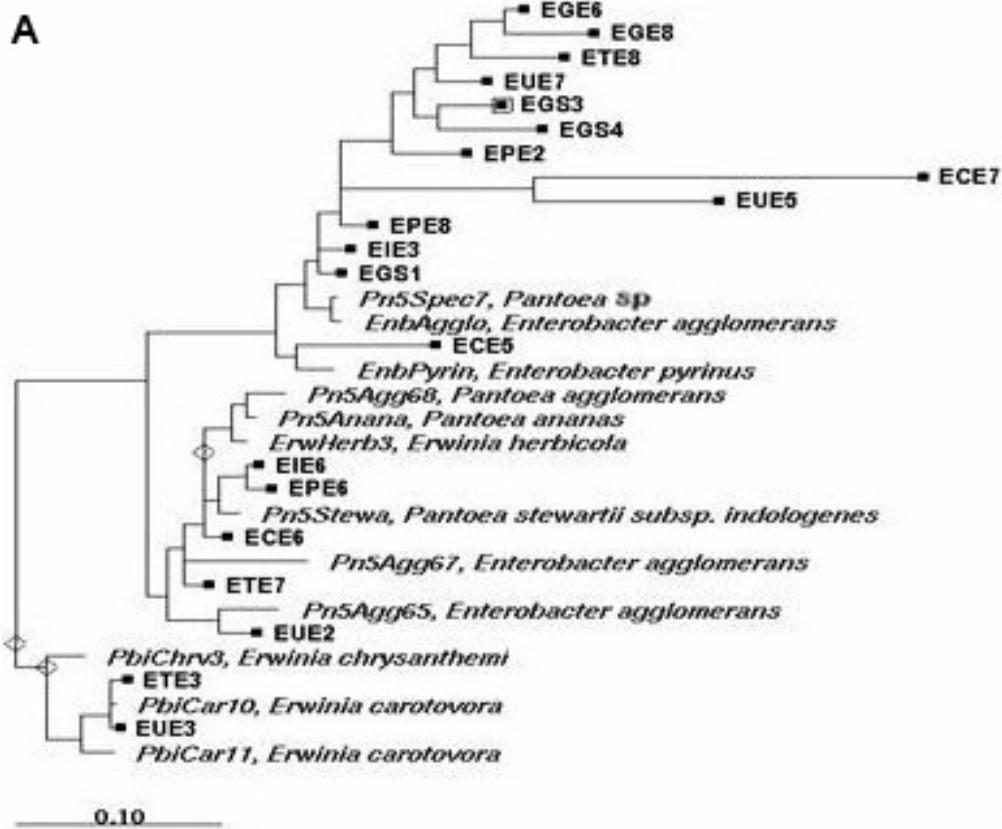 A
EGE6
EGE8
ETE8
EUE7
EGS3
EGS4
EPE2
ECE7
EUE5
EPE8
EIE3
EGS1
Pn5Spec7, Pantoea sp
EnbAgglo, Enterobacter agglomerans
ECE5
EnbPyrin, Enterobacter pyrinus
Pn5Agg68, Pantoea agglomerans
Pn5Anana, Pantoea ananas
ErwHerb3, Erwinia herbicola
EIE6
EPE6
Pn5Stewa, Pantoea stewartii subsp. indologenes
ECE6
Pn5Agg67, Enterobacter agglomerans
ETE7
Pn5Agg65, Enterobacter agglomerans
EUE2
PbiChrv3, Erwinia chrysanthemi
ETE3
PbiCar10, Erwinia carotovora
EUE3
PbiCar11, Erwinia carotovora
0.10